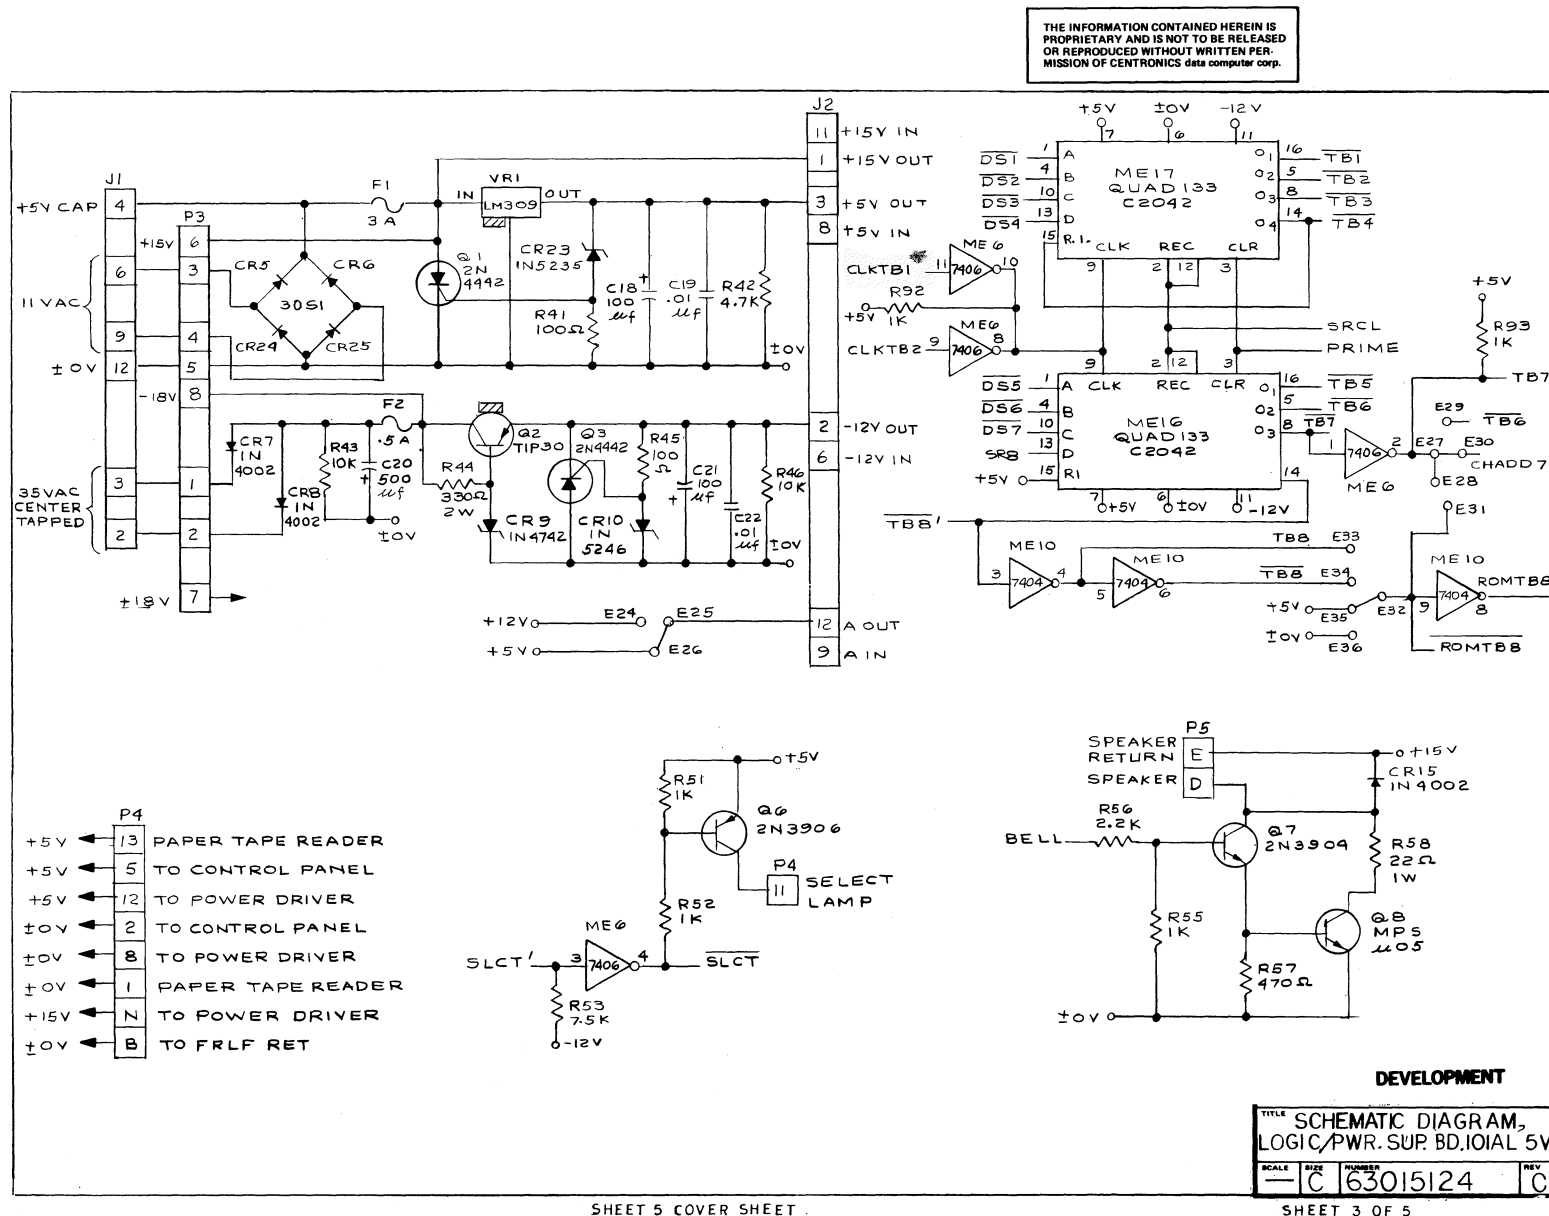 THE INFORMATION CONTAINED HEREIN IS
PROPRIETARY AND IS NOT TO BE RELEASED
OR REPRODUCED WITHOUT WRITTEN PER-
MISSION OF CENTRONICS data computer corp.
J1
+5V CAP 4
6
11 VAC
9
±0V 12
35VAC
CENTER
TAPPED
3
2
P3
+15V 6
3
4
5
-18V 8
1
2
±18V 7
CR5
CR6
30S1
CR24
CR25
F1
3A
IN
VR1
LM309
OUT
Q1
2N
4442
CR23
1N5235
R41
100Ω
C18
100
µf
+
C19
.01
µf
R42
4.7K
±0V
CR7
1N
4002
CR8
1N
4002
R43
10K
C20
500
µf
+
±0V
F2
.5A
R44
330Ω
2W
Q2
TIP30
CR9
1N4742
Q3
2N4442
CR10
1N
5246
R45
100
Ω
C21
100
µf
+
C22
.01
µf
R46
10K
±0V
J2
11 +15V IN
1 +15V OUT
3 +5V OUT
8 +5V IN
2 -12V OUT
6 -12V IN
12 A OUT
9 A IN
+12V E24 E25
+5V E26
+5V ±0V -12V
7 6 11
DS1 1 A
DS2 4 B
DS3 10 C
DS4 13 D
15 R.I.
ME17
QUAD 133
C2042
O1 16 TB1
O2 5 TB2
O3 8 TB3
O4 14 TB4
CLK REC CLR
9 2 12 3
CLKTB1 11 7406 10
ME6
+5V R92
1K
CLKTB2 9 7406 8
ME6
SRCL
PRIME
9 2 12 3
CLK REC CLR
DS5 1 A
DS6 4 B
DS7 10 C
SR8 13 D
+5V 15 R1
ME16
QUAD 133
C2042
O1 16 TB5
O2 5 TB6
O3 8 TB7
14
7 6 11
+5V ±0V -12V
+5V
R93
1K
TB7
1 7406 2
ME6
E29 TB6
E27 E30
CHADD 7
E28
E31
TB8'
ME10
3 7404 4
ME10
5 7404 6
TB8 E33
TB8 E34
+5V E35
±0V E36
E32
ME10
9 7404 8
ROMTB8
ROMTB8
P4
+5V 13 PAPER TAPE READER
+5V 5 TO CONTROL PANEL
+5V 12 TO POWER DRIVER
±0V 2 TO CONTROL PANEL
±0V 8 TO POWER DRIVER
±0V 1 PAPER TAPE READER
+15V N TO POWER DRIVER
±0V B TO FRLF RET
+5V
R51
1K
Q6
2N3906
P4
11 SELECT
LAMP
R52
1K
SLCT' 3 7406 4 SLCT
ME6
R53
7.5K
-12V
P5
SPEAKER
RETURN E
SPEAKER D
+15V
CR15
1N4002
BELL
R56
2.2K
Q7
2N3904
R58
22Ω
1W
R55
1K
Q8
MPS
µ05
R57
470Ω
±0V
DEVELOPMENT
TITLE SCHEMATIC DIAGRAM,
LOGIC/PWR. SUP. BD.101AL 5V
SCALE SIZE NUMBER REV
— C 63015124 C
SHEET 5 COVER SHEET.
SHEET 3 OF 5